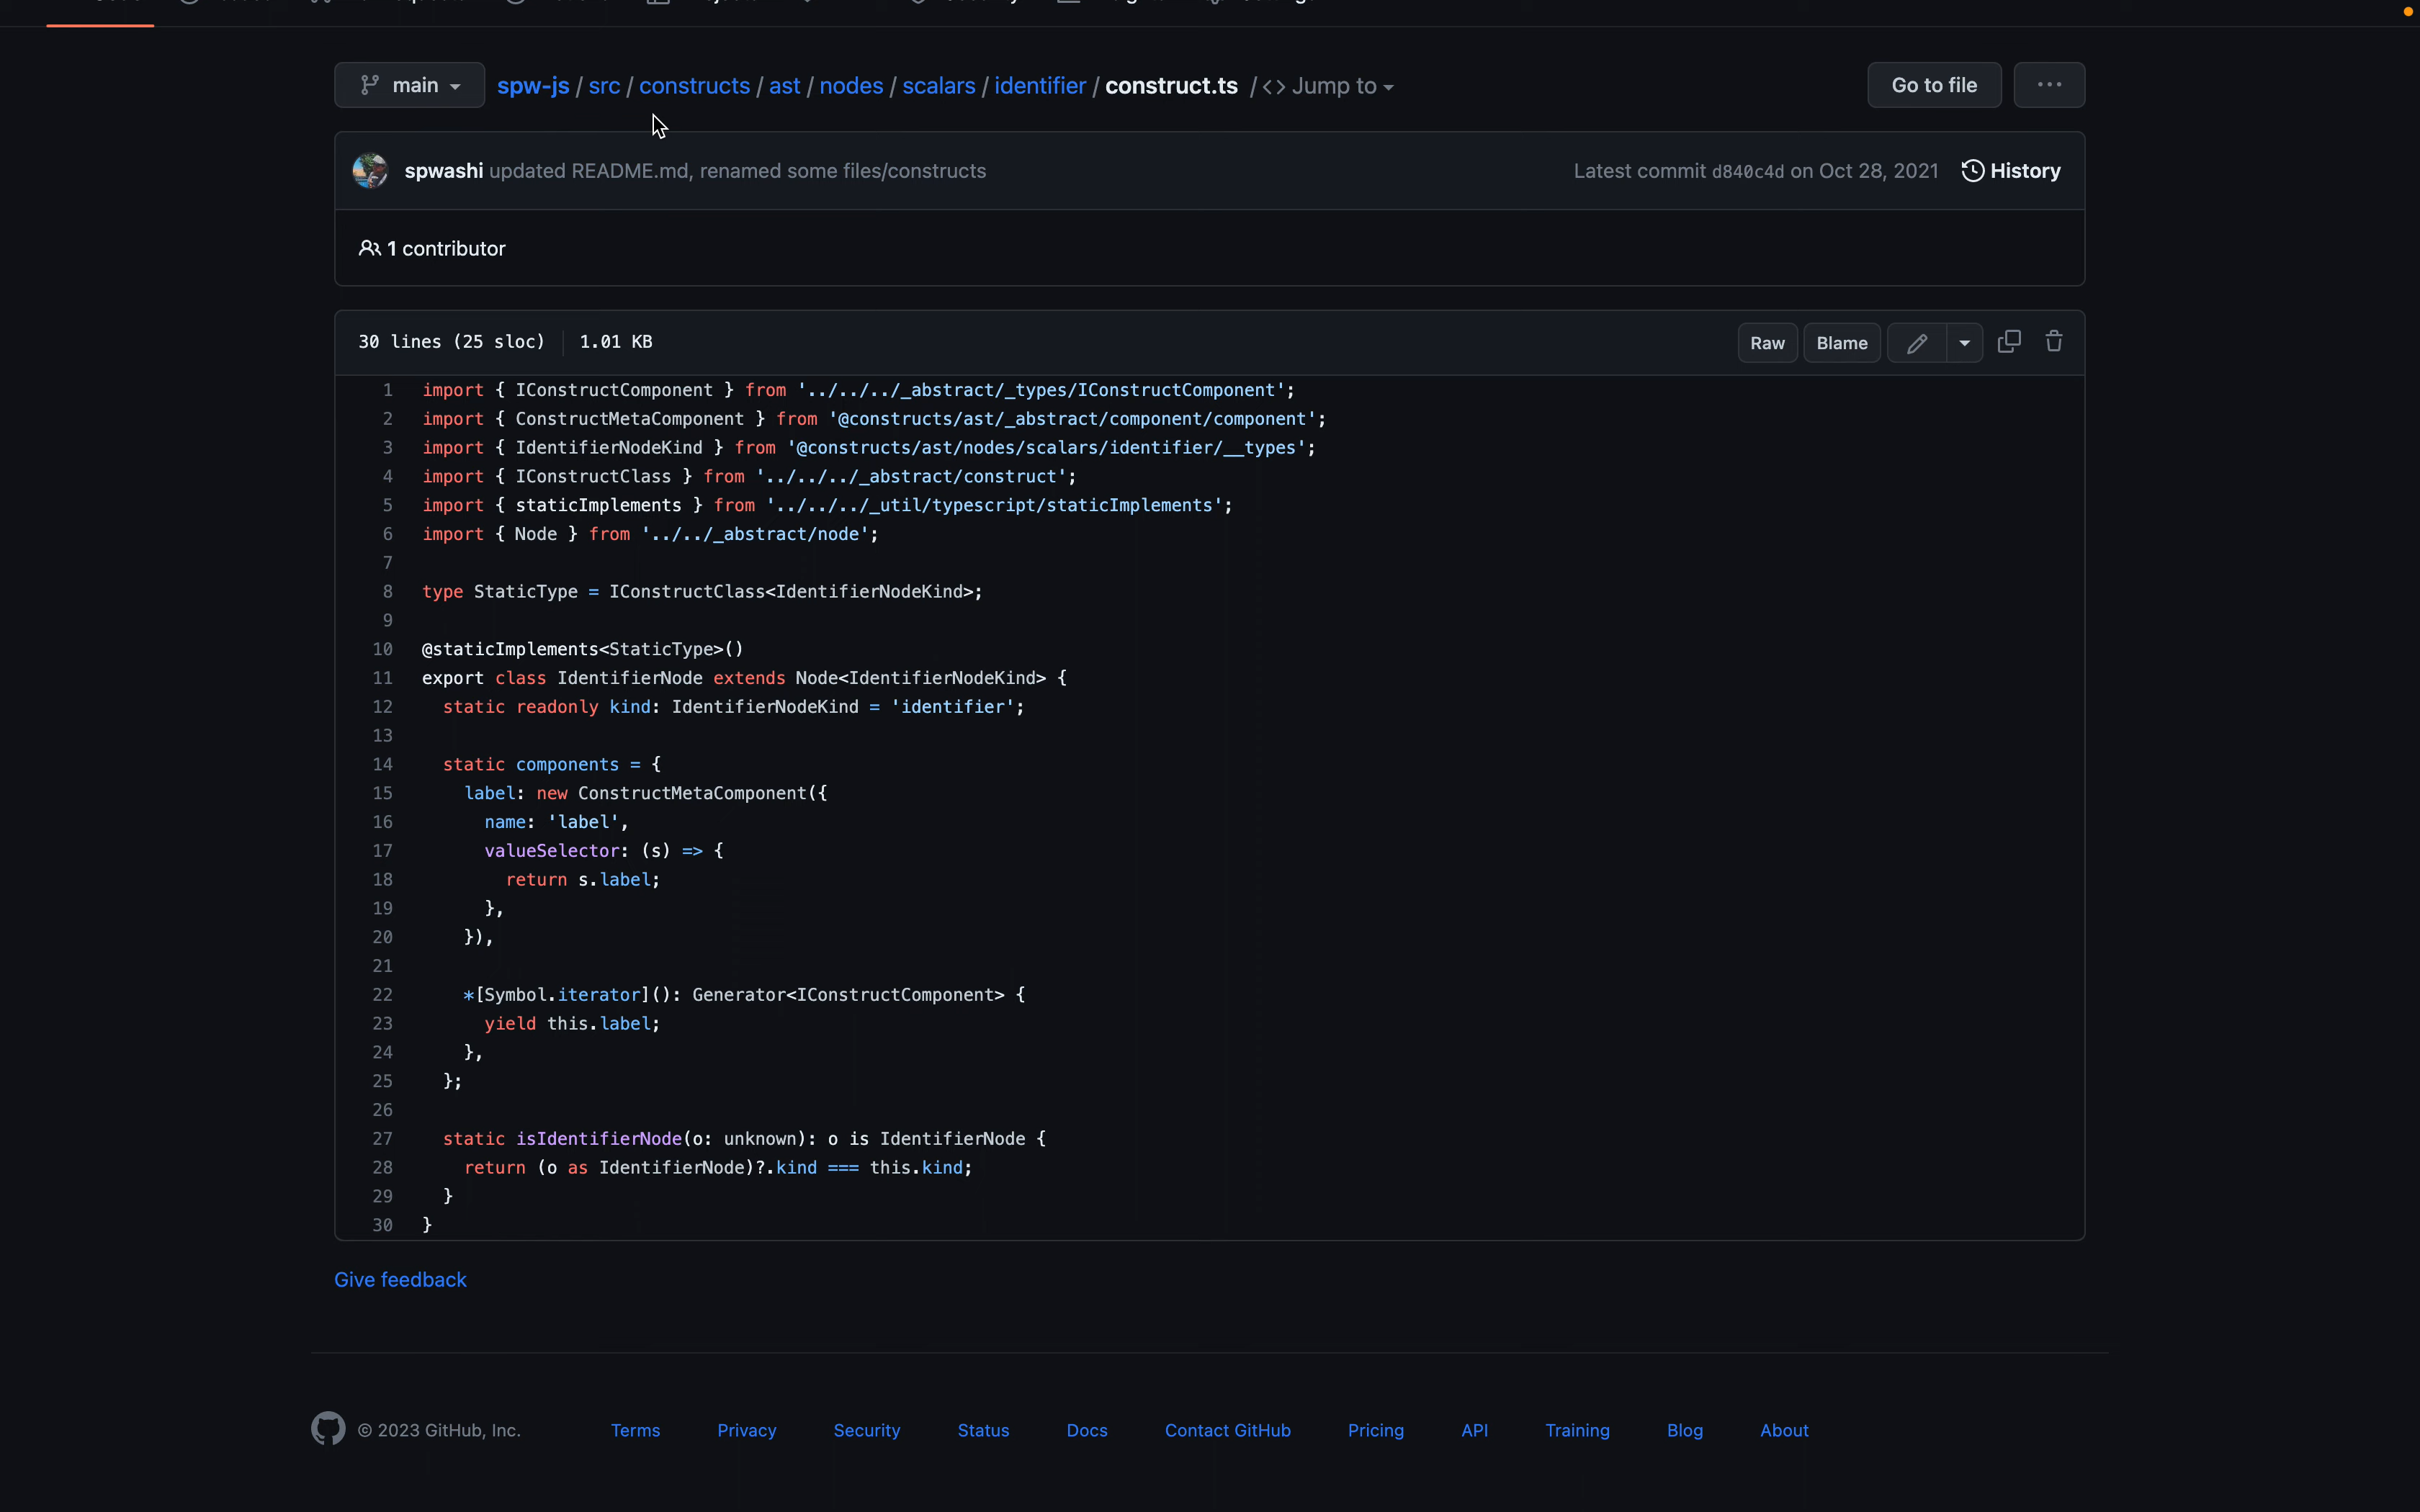 main spw-js / src / constructs / ast / nodes / scalars / identifier / construct.ts / <> Jump to Go to file ...
spwashi updated README.md, renamed some files/constructs Latest commit d840c4d on Oct 28, 2021 History
1 contributor
30 lines (25 sloc) 1.01 KB Raw Blame
1 import { IConstructComponent } from '../../../_abstract/_types/IConstructComponent';
2 import { ConstructMetaComponent } from '@constructs/ast/_abstract/component/component';
3 import { IdentifierNodeKind } from '@constructs/ast/nodes/scalars/identifier/__types';
4 import { IConstructClass } from '../../../_abstract/construct';
5 import { staticImplements } from '../../../_util/typescript/staticImplements';
6 import { Node } from '../../_abstract/node';
7
8 type StaticType = IConstructClass<IdentifierNodeKind>;
9
10 @staticImplements<StaticType>()
11 export class IdentifierNode extends Node<IdentifierNodeKind> {
12 static readonly kind: IdentifierNodeKind = 'identifier';
13
14 static components = {
15 label: new ConstructMetaComponent({
16 name: 'label',
17 valueSelector: (s) => {
18 return s.label;
19 },
20 }),
21
22 *[Symbol.iterator](): Generator<IConstructComponent> {
23 yield this.label;
24 },
25 };
26
27 static isIdentifierNode(o: unknown): o is IdentifierNode {
28 return (o as IdentifierNode)?.kind === this.kind;
29 }
30 }
Give feedback
© 2023 GitHub, Inc. Terms Privacy Security Status Docs Contact GitHub Pricing API Training Blog About